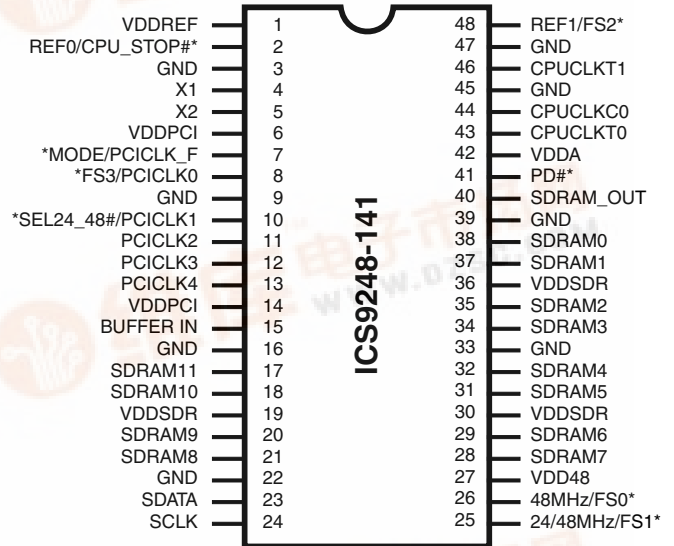 VDDREF 1 48 REF1/FS2*
REF0/CPU_STOP#* 2 47 GND
GND 3 46 CPUCLKT1
X1 4 45 GND
X2 5 44 CPUCLKC0
VDDPCI 6 43 CPUCLKT0
*MODE/PCICLK_F 7 42 VDDA
*FS3/PCICLK0 8 41 PD#*
GND 9 40 SDRAM_OUT
*SEL24_48#/PCICLK1 10 39 GND
PCICLK2 11 38 SDRAM0
PCICLK3 12 37 SDRAM1
PCICLK4 13 36 VDDSDR
VDDPCI 14 35 SDRAM2
BUFFER IN 15 34 SDRAM3
GND 16 33 GND
SDRAM11 17 32 SDRAM4
SDRAM10 18 31 SDRAM5
VDDSDR 19 30 VDDSDR
SDRAM9 20 29 SDRAM6
SDRAM8 21 28 SDRAM7
GND 22 27 VDD48
SDATA 23 26 48MHz/FS0*
SCLK 24 25 24/48MHz/FS1*
ICS9248-141